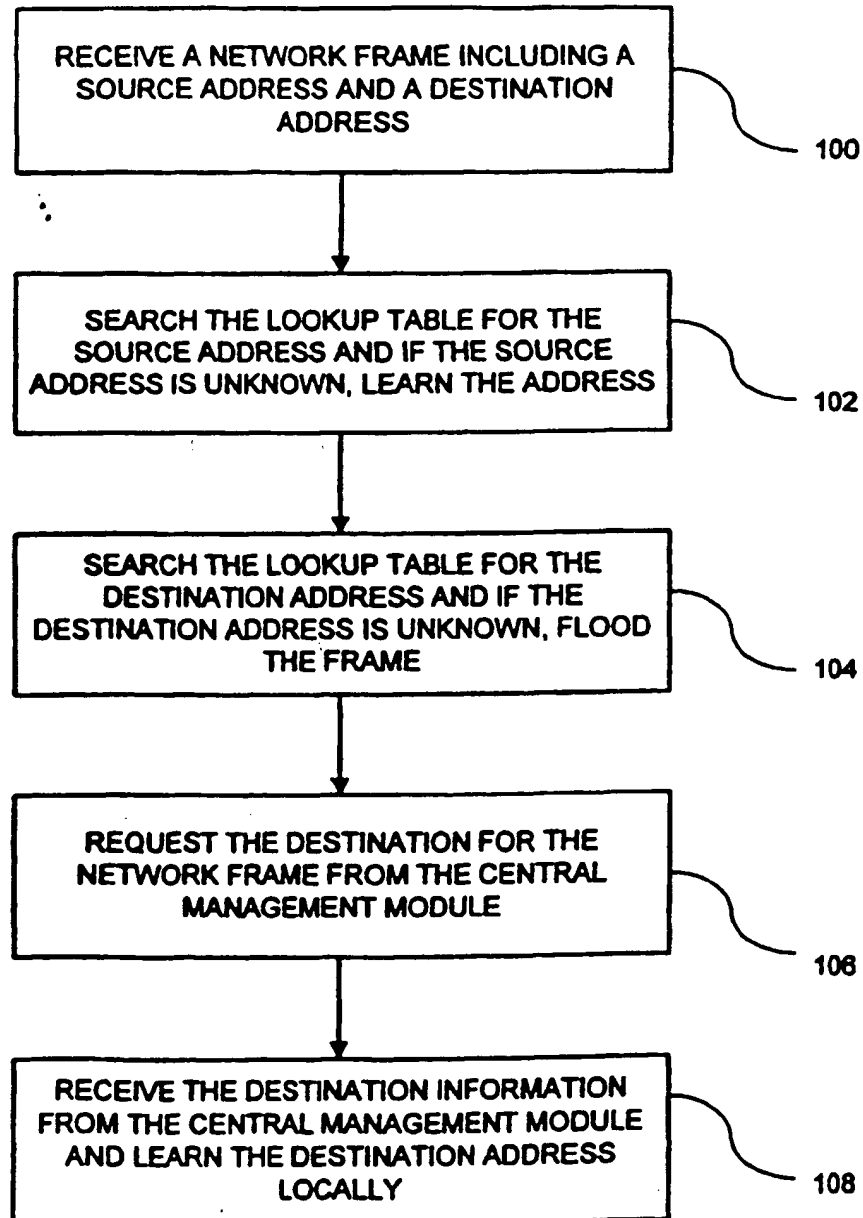 RECEIVE A NETWORK FRAME INCLUDING A
SOURCE ADDRESS AND A DESTINATION
ADDRESS
100
SEARCH THE LOOKUP TABLE FOR THE
SOURCE ADDRESS AND IF THE SOURCE
ADDRESS IS UNKNOWN, LEARN THE ADDRESS
102
SEARCH THE LOOKUP TABLE FOR THE
DESTINATION ADDRESS AND IF THE
DESTINATION ADDRESS IS UNKNOWN, FLOOD
THE FRAME
104
REQUEST THE DESTINATION FOR THE
NETWORK FRAME FROM THE CENTRAL
MANAGEMENT MODULE
106
RECEIVE THE DESTINATION INFORMATION
FROM THE CENTRAL MANAGEMENT MODULE
AND LEARN THE DESTINATION ADDRESS
LOCALLY
108